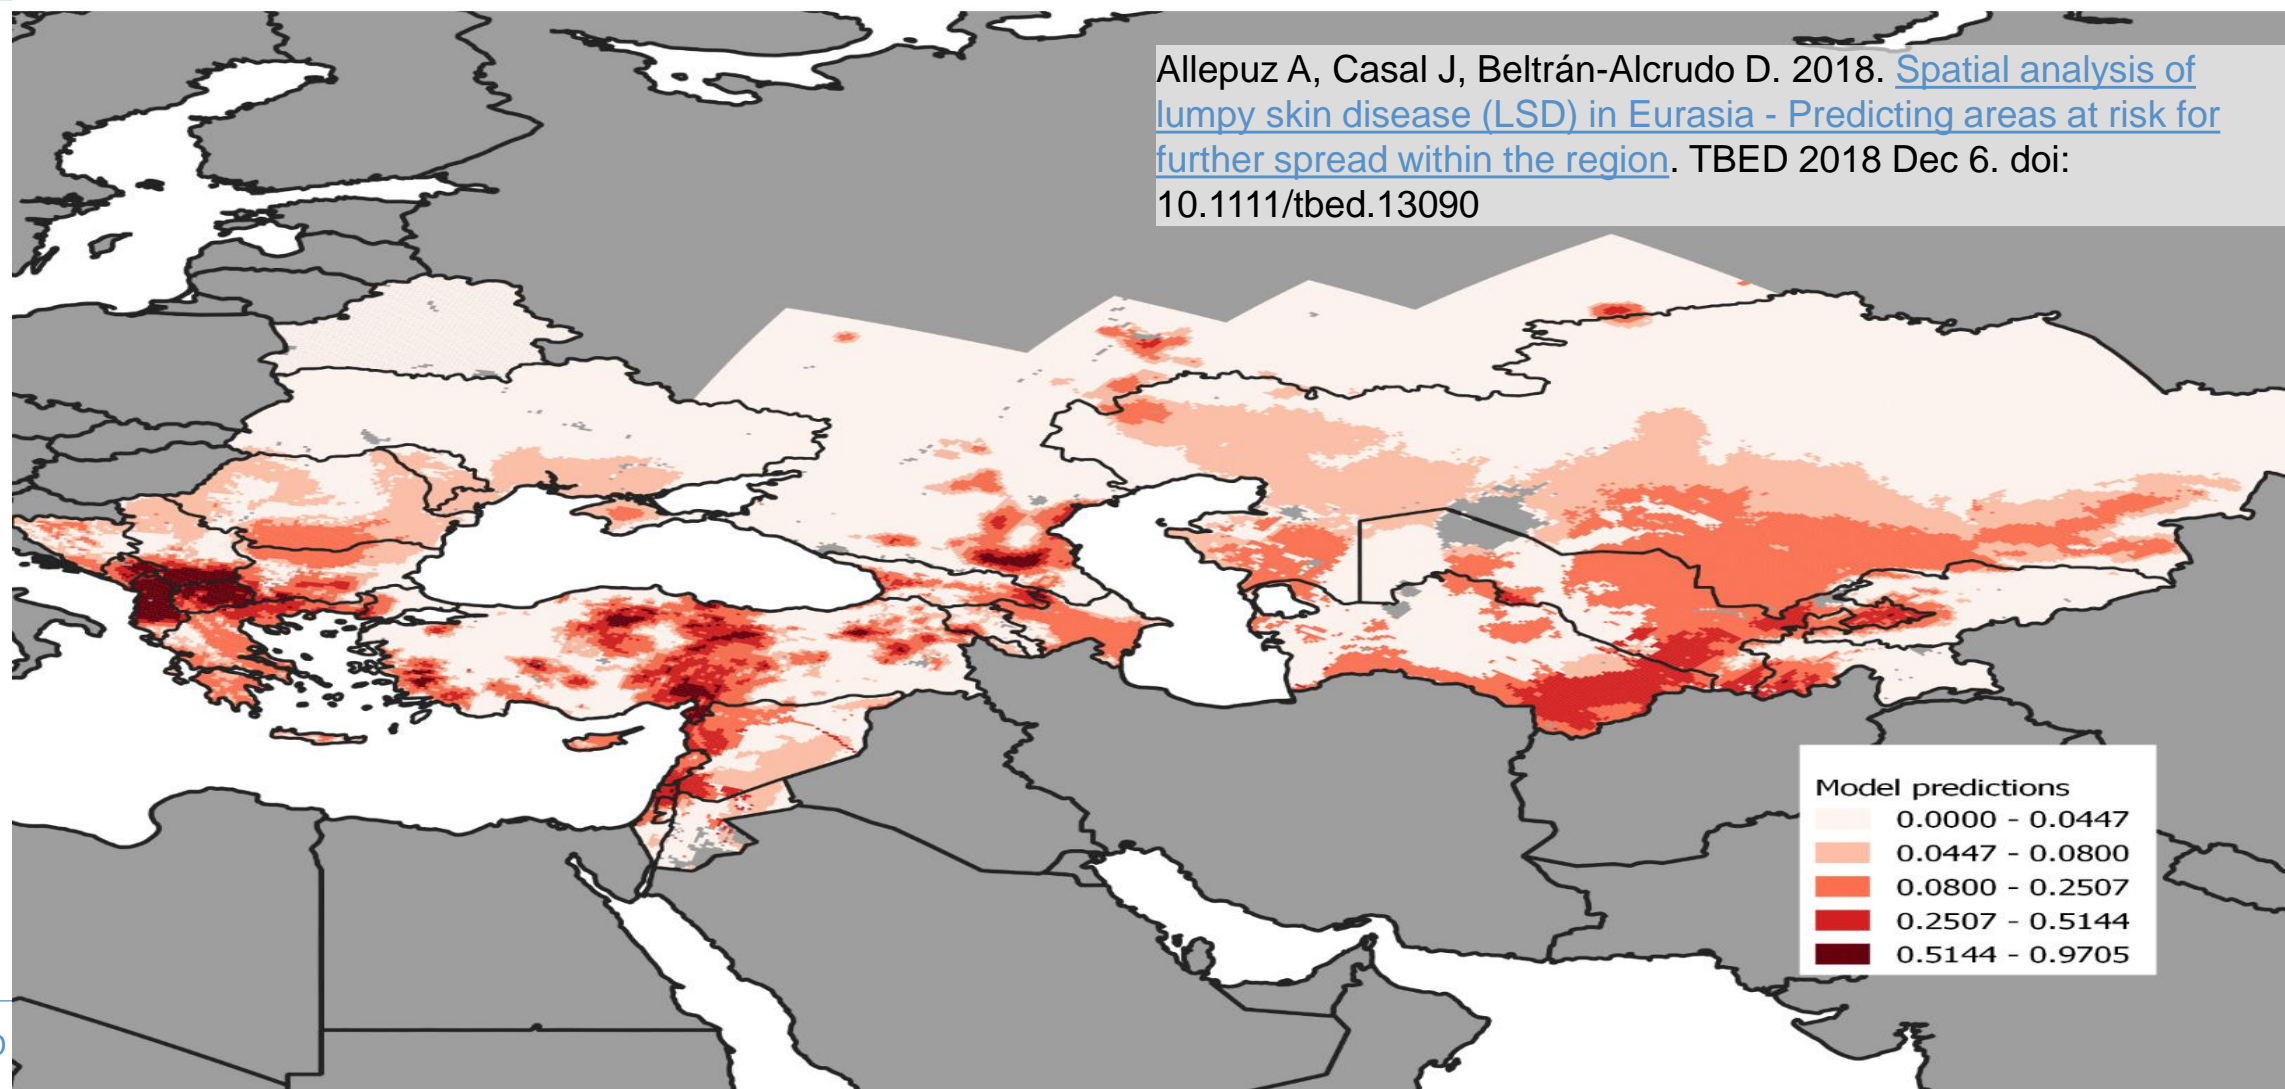 Allepuz A, Casal J, Beltrán-Alcrudo D. 2018. Spatial analysis of
lumpy skin disease (LSD) in Eurasia - Predicting areas at risk for
further spread within the region. TBED 2018 Dec 6. doi:
10.1111/tbed.13090
Model predictions
0.0000 - 0.0447
0.0447 - 0.0800
0.0800 - 0.2507
0.2507 - 0.5144
0.5144 - 0.9705